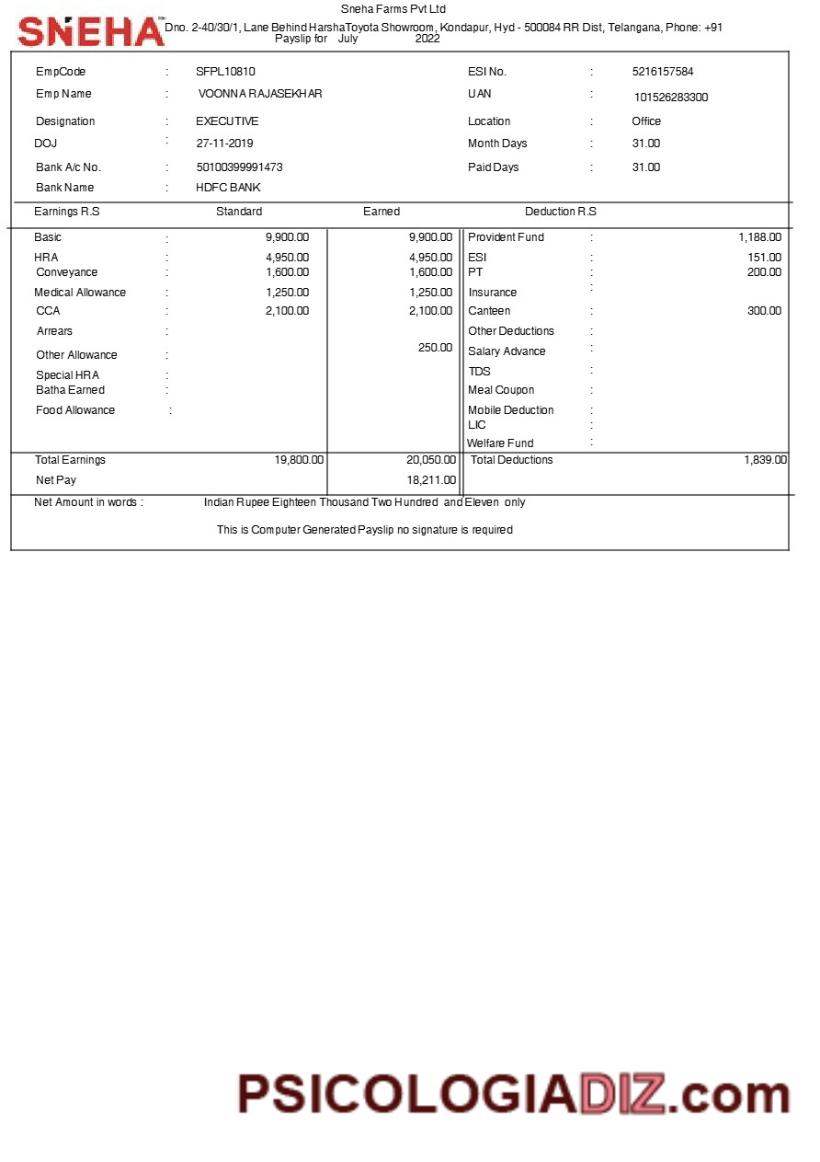 Sneha Farms Pvt Ltd
SNEHA
Dno. 2-40/30/1, Lane Behind HarshaToyota Showroom, Kondapur, Hyd - 500084 RR Dist, Telangana, Phone: +91
Payslip for July 2022
EmpCode : SFPL10810 ESI No. : 5216157584
Emp Name : VOONNA RAJASEKHAR UAN : 101526283300
Designation : EXECUTIVE Location : Office
DOJ : 27-11-2019 Month Days : 31.00
Bank A/c No. : 50100399991473 Paid Days : 31.00
Bank Name : HDFC BANK
Earnings R.S Standard Earned Deduction R.S
Basic : 9,900.00 9,900.00 Provident Fund : 1,188.00
HRA : 4,950.00 4,950.00 ESI : 151.00
Conveyance : 1,600.00 1,600.00 PT : 200.00
Medical Allowance : 1,250.00 1,250.00 Insurance :
CCA : 2,100.00 2,100.00 Canteen : 300.00
Arrears : Other Deductions :
Other Allowance : 250.00 Salary Advance :
Special HRA : TDS :
Batha Earned : Meal Coupon :
Food Allowance : Mobile Deduction :
LIC :
Welfare Fund :
Total Earnings 19,800.00 20,050.00 Total Deductions 1,839.00
Net Pay 18,211.00
Net Amount in words : Indian Rupee Eighteen Thousand Two Hundred and Eleven only
This is Computer Generated Payslip no signature is required
PSICOLOGIADIZ.com